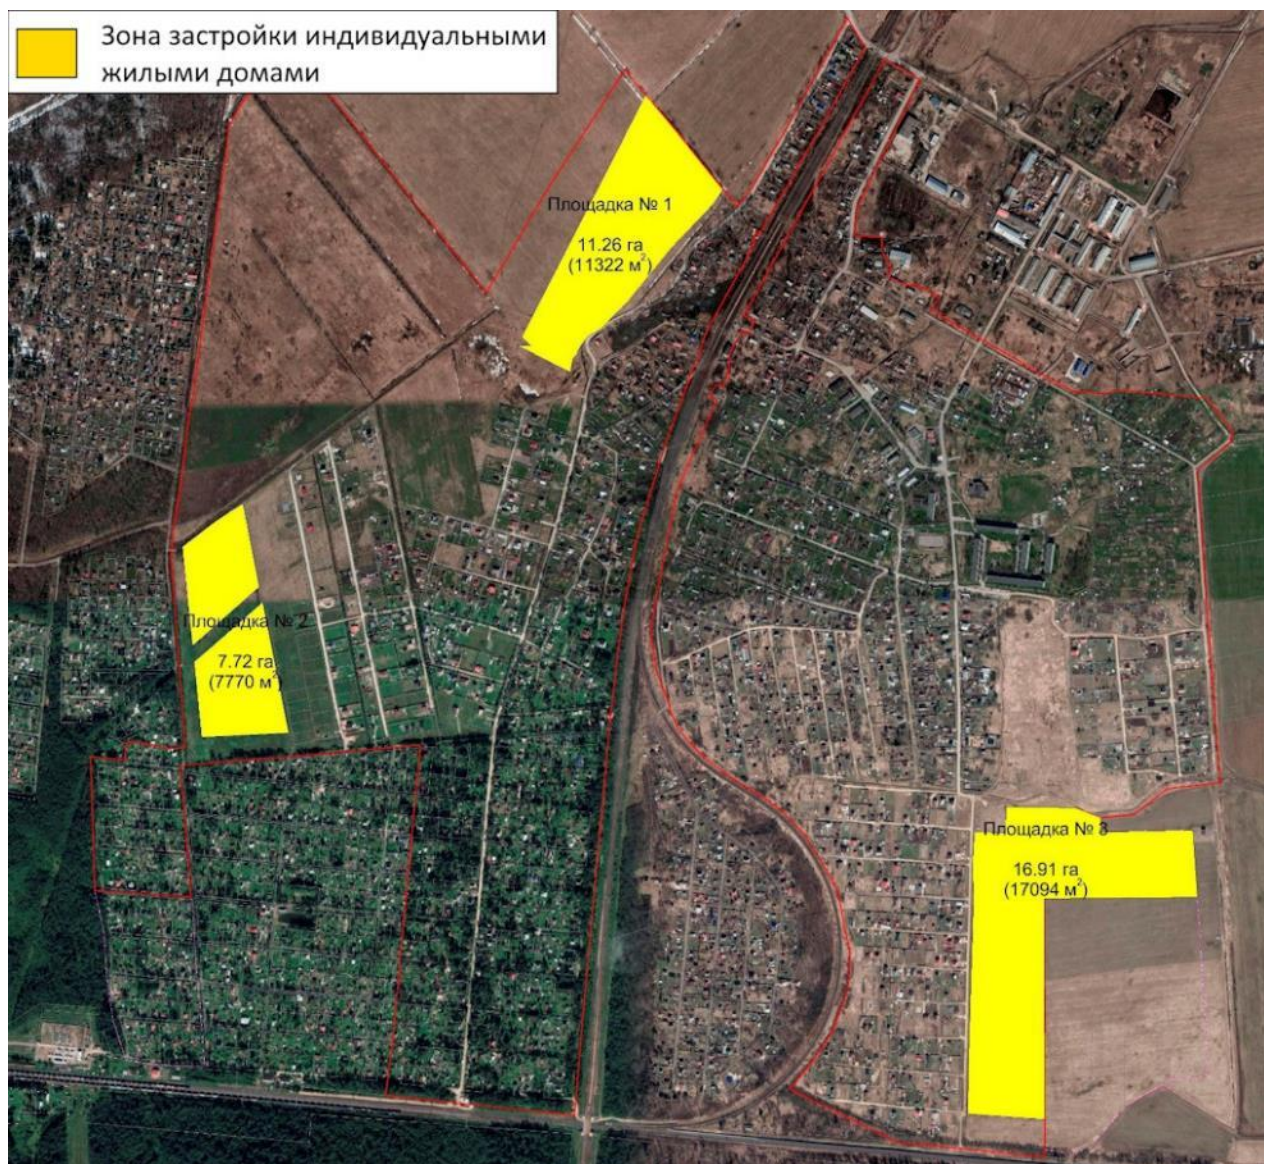 Зона застройки индивидуальными
жилыми домами
Площадка № 1
11.26 га
(11322 м²)
Площадка № 2
7.72 га
(7770 м²)
Площадка № 3
16.91 га
(17094 м²)